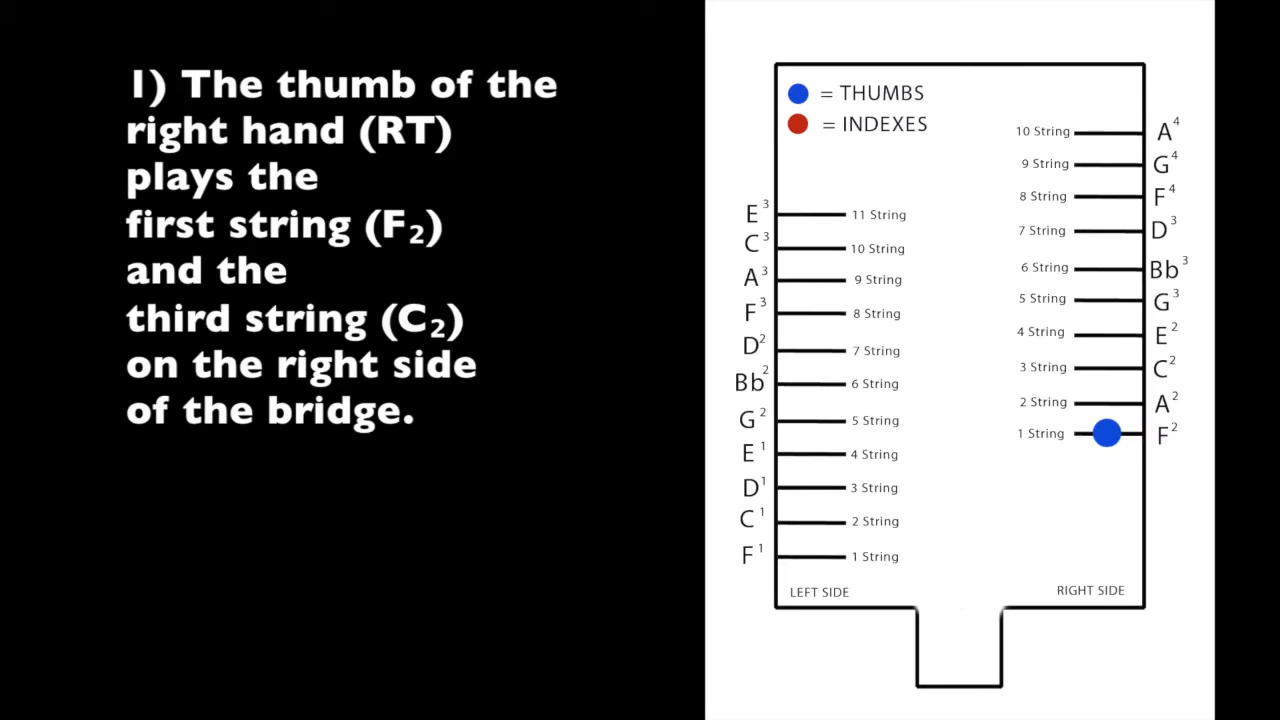 1) The thumb of the
right hand (RT)
plays the
first string (F₂)
and the
third string (C₂)
on the right side
of the bridge.
= THUMBS
= INDEXES
10 String A⁴
9 String G⁴
8 String F⁴
7 String D³
6 String Bb³
5 String G³
4 String E²
3 String C²
2 String A²
1 String F²
E³ 11 String
C³ 10 String
A³ 9 String
F³ 8 String
D² 7 String
Bb² 6 String
G² 5 String
E¹ 4 String
D¹ 3 String
C¹ 2 String
F¹ 1 String
LEFT SIDE
RIGHT SIDE